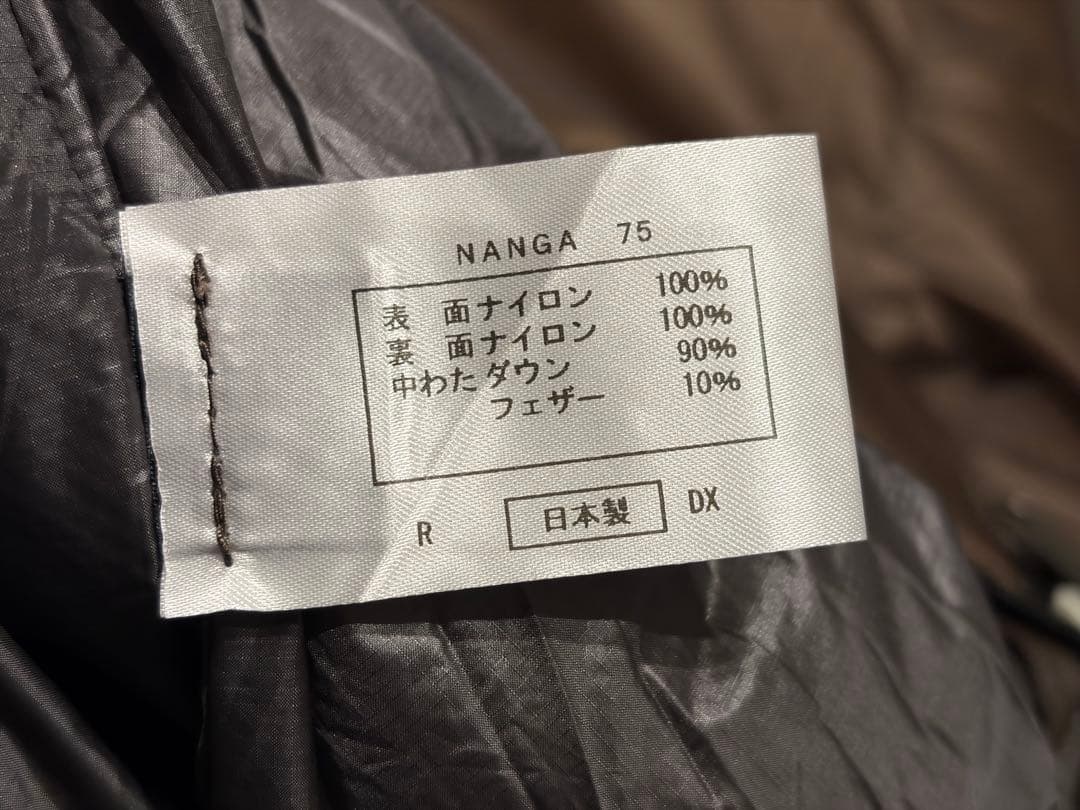 NANGA 75
表 面ナイロン 100%
裏 面ナイロン 100%
中わたダウン 90%
フェザー 10%
R 日本製 DX